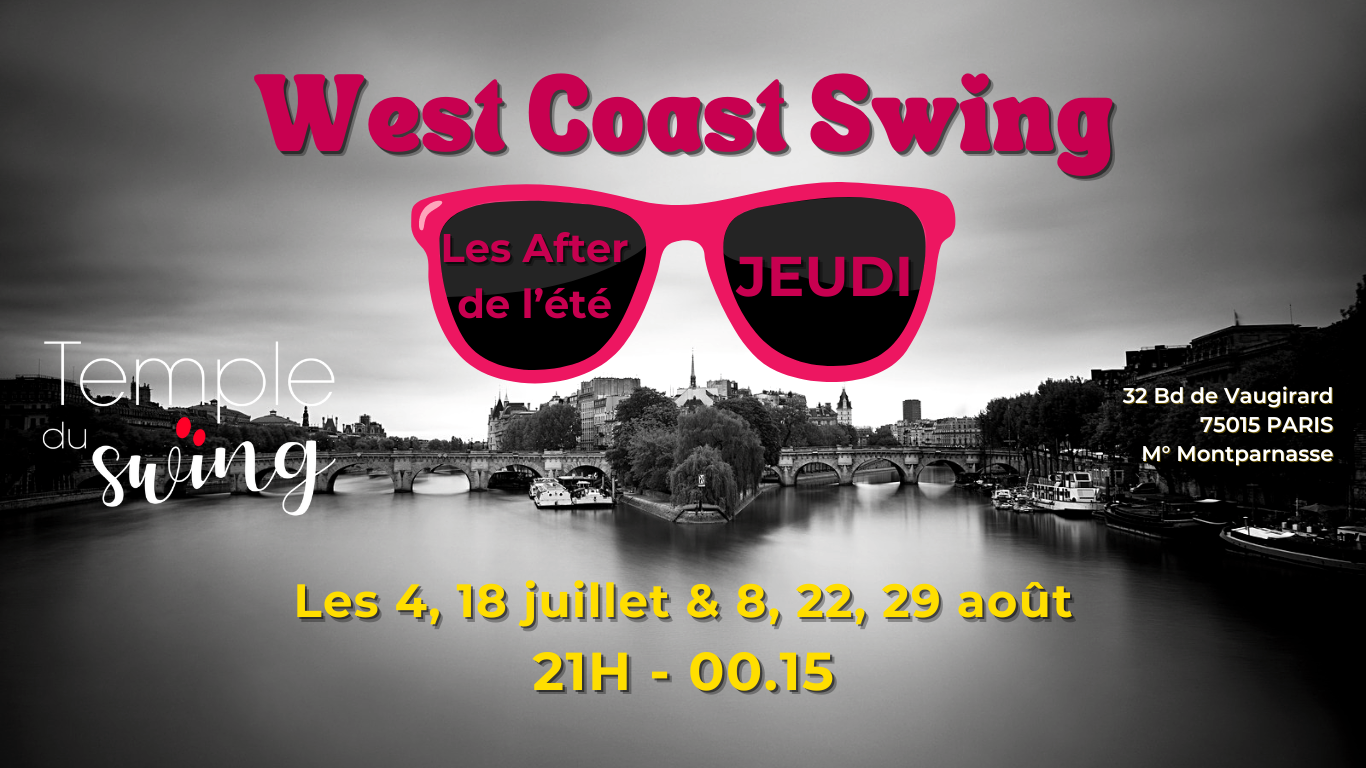 West Coast Swing
Les After
de l'été
JEUDI
Temple
du
swing
32 Bd de Vaugirard
75015 PARIS
M° Montparnasse
Les 4, 18 juillet & 8, 22, 29 août
21H - 00.15